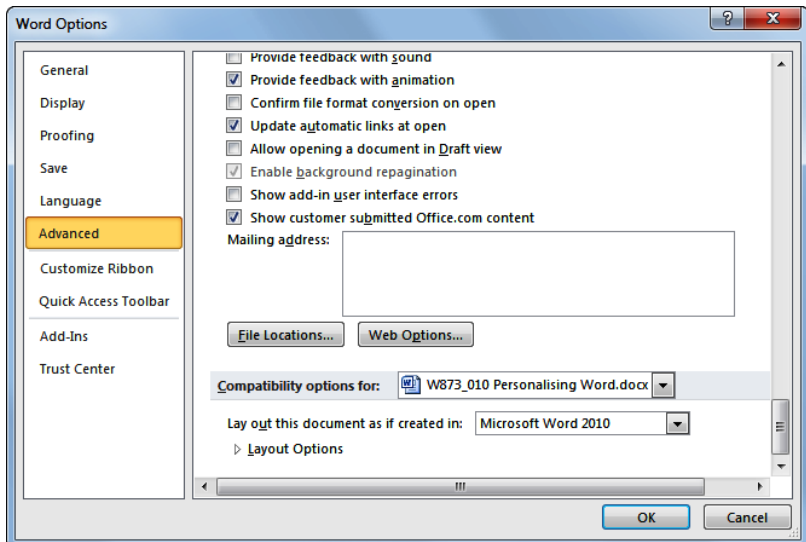 Word Options
General
Display
Proofing
Save
Language
Advanced
Customize Ribbon
Quick Access Toolbar
Add-Ins
Trust Center
Provide feedback with sound
Provide feedback with animation
Confirm file format conversion on open
Update automatic links at open
Allow opening a document in Draft view
Enable background repagination
Show add-in user interface errors
Show customer submitted Office.com content
Mailing address:
File Locations... Web Options...
Compatibility options for: W873_010 Personalising Word.docx
Lay out this document as if created in: Microsoft Word 2010
Layout Options
OK Cancel